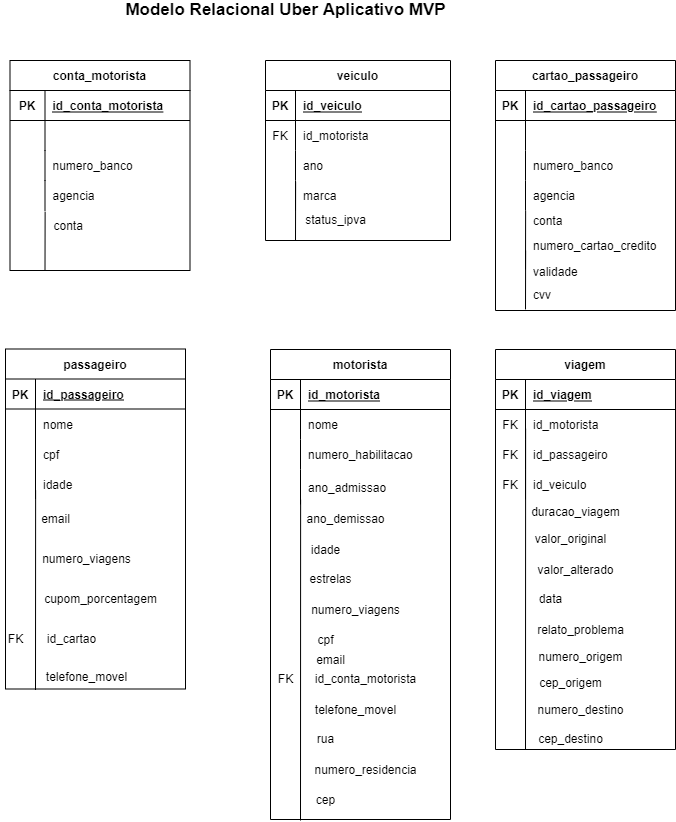 Modelo Relacional Uber Aplicativo MVP
conta_motorista
PK id_conta_motorista
numero_banco
agencia
conta
veiculo
PK id_veiculo
FK id_motorista
ano
marca
status_ipva
cartao_passageiro
PK id_cartao_passageiro
numero_banco
agencia
conta
numero_cartao_credito
validade
cvv
passageiro
PK id_passageiro
nome
cpf
idade
email
numero_viagens
cupom_porcentagem
FK id_cartao
telefone_movel
motorista
PK id_motorista
nome
numero_habilitacao
ano_admissao
ano_demissao
idade
estrelas
numero_viagens
cpf
email
FK id_conta_motorista
telefone_movel
rua
numero_residencia
cep
viagem
PK id_viagem
FK id_motorista
FK id_passageiro
FK id_veiculo
duracao_viagem
valor_original
valor_alterado
data
relato_problema
numero_origem
cep_origem
numero_destino
cep_destino